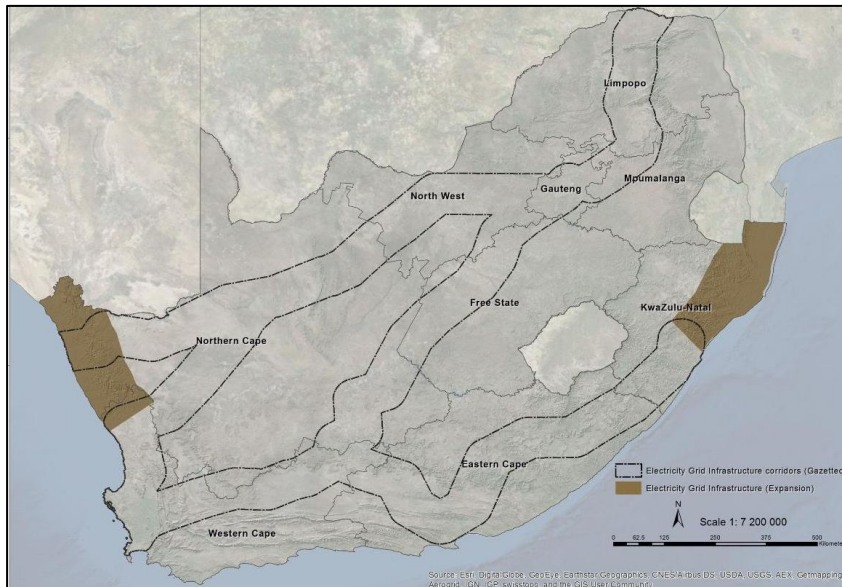 Limpopo
Mpumalanga
Gauteng
North West
Free State
KwaZulu-Natal
Northern Cape
Eastern Cape
Western Cape
Electricity Grid Infrastructure corridors (Gazetted
Electricity Grid Infrastructure (Expansion)
N
Scale 1: 7 200 000
0 62.5 125 250 375 500
Kilomete
Source: Esri, DigitalGlobe, GeoEye, Earthstar Geographics, CNES/Airbus DS, USDA, USGS, AEX, Getmapping,
Aerogrid, IGN, IGP, swisstopo, and the GIS User Community